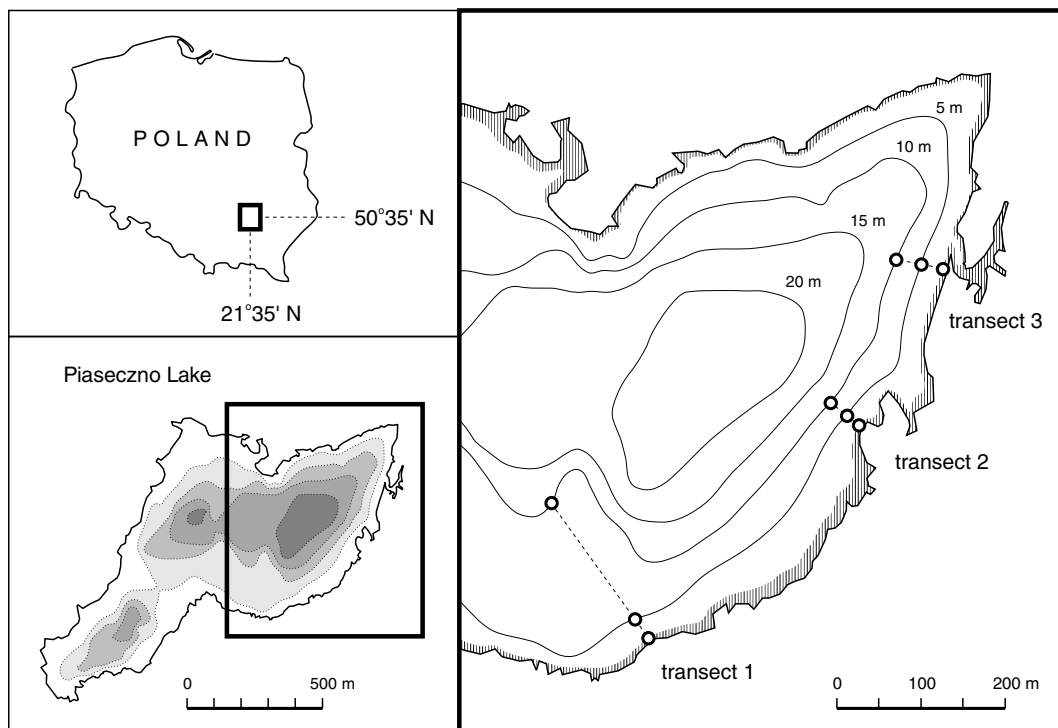 POLAND
50°35' N
21°35' N
Piaseczno Lake
0 500 m
5 m
10 m
15 m
20 m
transect 3
transect 2
transect 1
0 100 200 m